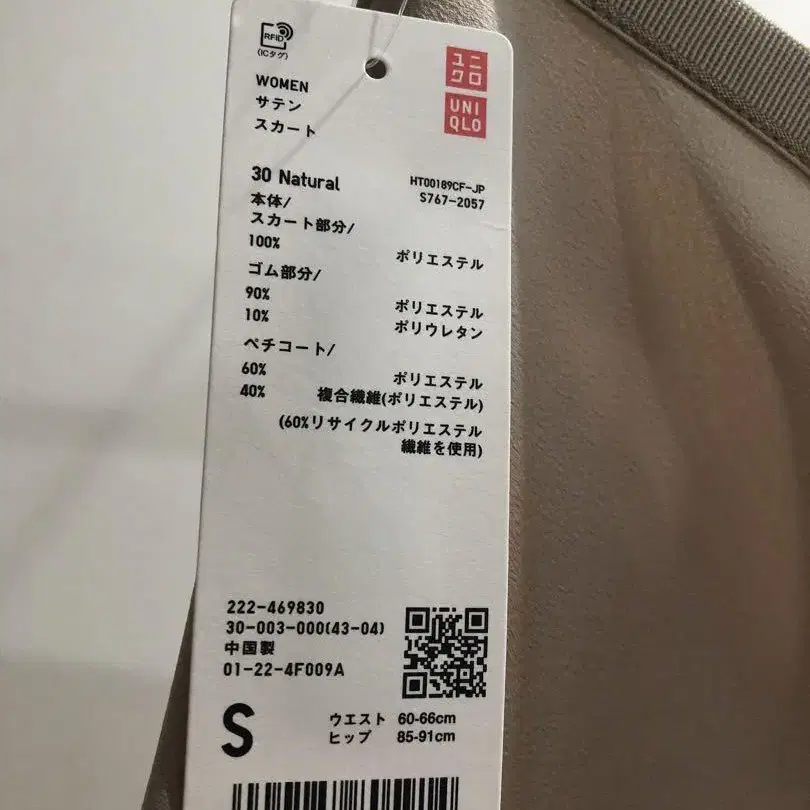 RFID
(ICタグ)
ユニ
クロ
UNI
QLO
WOMEN
サテン
スカート
30 Natural
HT00189CF-JP
S767-2057
本体/
スカート部分/
100%
ポリエステル
ゴム部分/
90%
ポリエステル
10%
ポリウレタン
ペチコート/
60%
ポリエステル
40%
複合繊維(ポリエステル)
(60%リサイクルポリエステル
繊維を使用)
222-469830
30-003-000(43-04)
中国製
01-22-4F009A
S
ウエスト 60-66cm
ヒップ 85-91cm